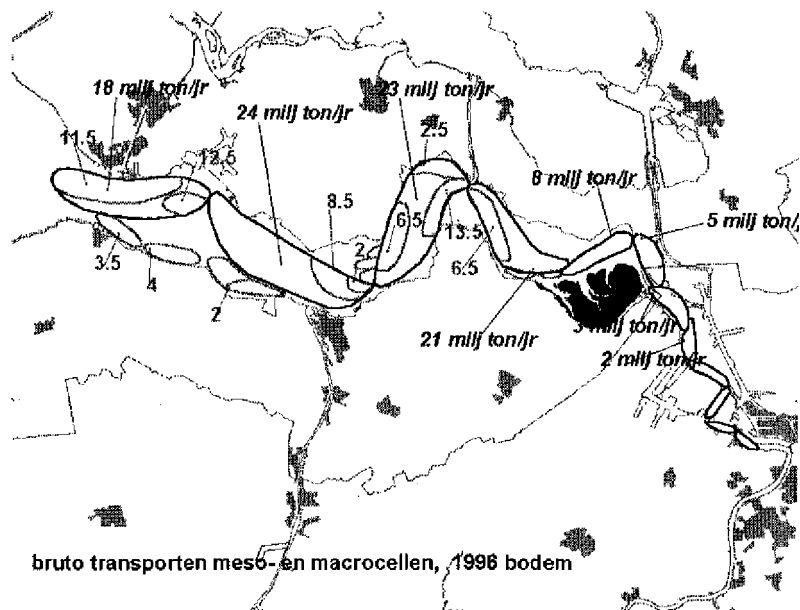 18 milj ton/jr
23 milj ton/jr
24 milj ton/jr
2.5
11.5
12.5
8 milj ton/jr
8.5
6.5
5 milj ton/j
13.5
2
3.5
4
6.5
2
3 milj ton/jr
21 milj ton/jr
2 milj ton/jr
bruto transporten meso- en macrocellen, 1996 bodem